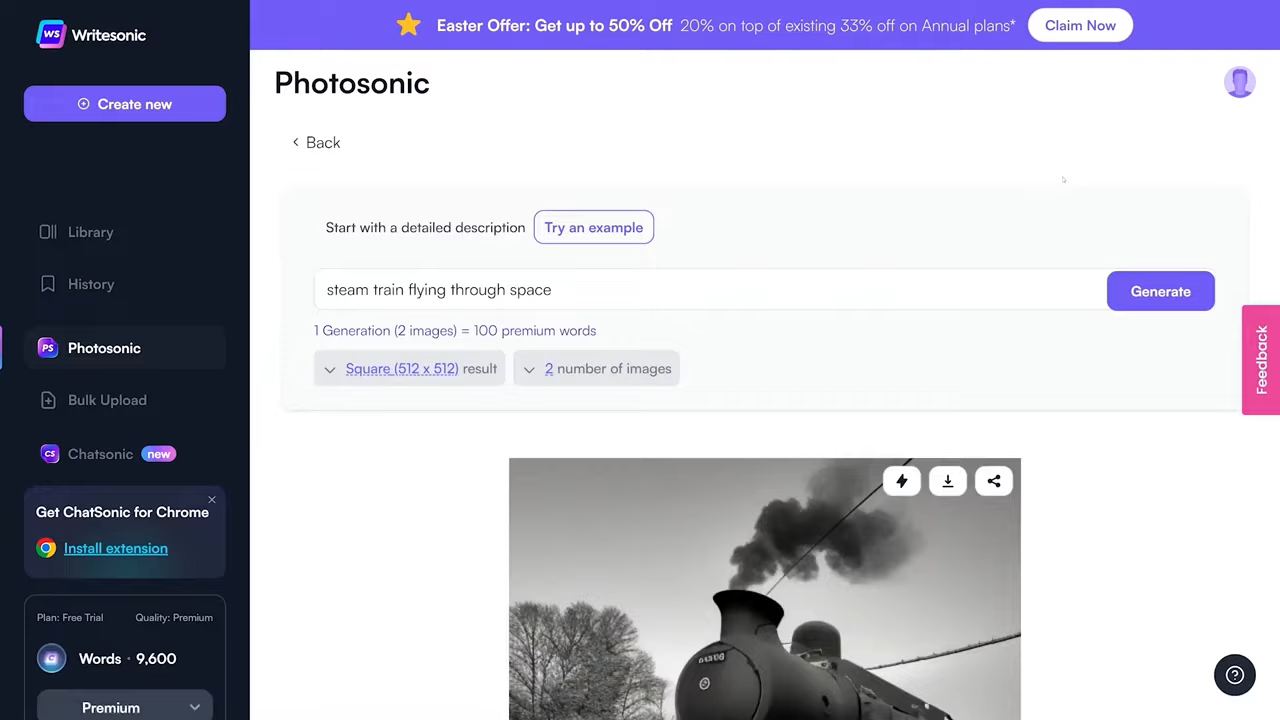 WS Writesonic
Easter Offer: Get up to 50% Off 20% on top of existing 33% off on Annual plans* Claim Now
Create new
Photosonic
Back
Start with a detailed description Try an example
steam train flying through space Generate
1 Generation (2 images) = 100 premium words
Square (512 x 512) result 2 number of images
Library
History
PS Photosonic
Bulk Upload
CS Chatsonic new
Get ChatSonic for Chrome
Install extension
Plan: Free Trial Quality: Premium
Words · 9,600
Premium
Feedback